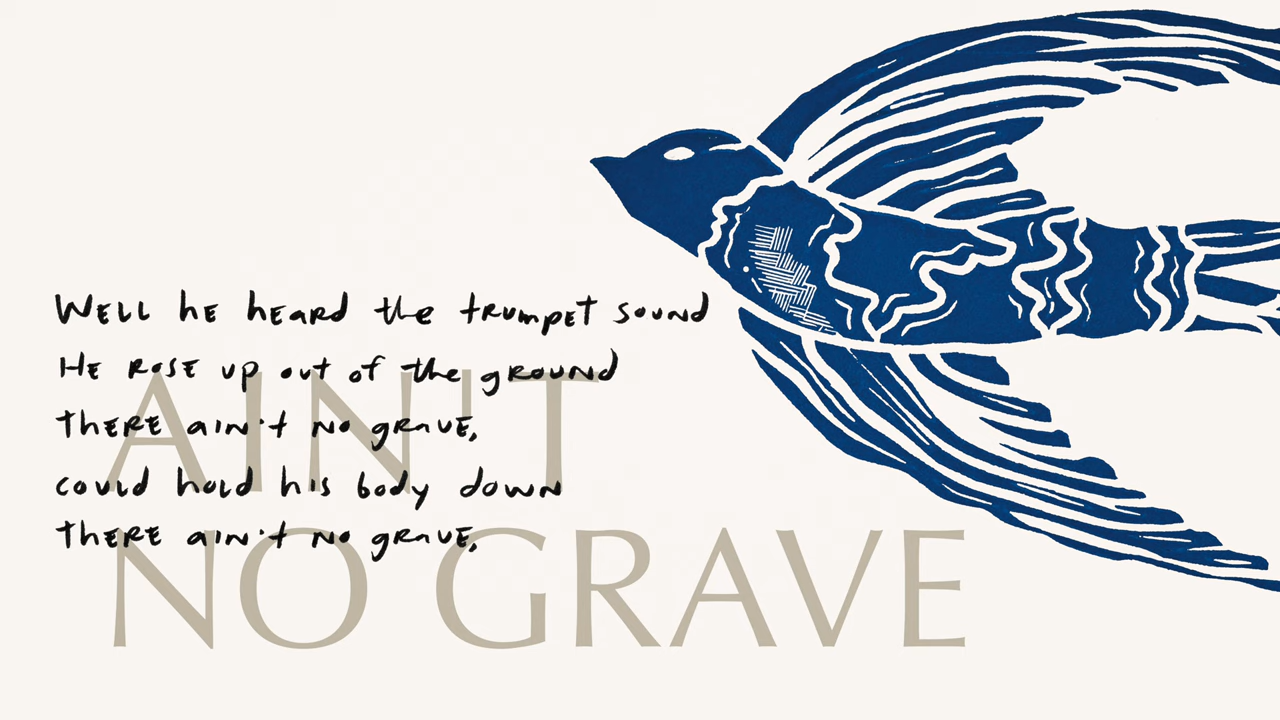 WELL HE HEARD the trumpet sound
HE ROSE up out of the ground
thERE ain't No gravE,
could hold his body down
thERE ain't No gravE,
AIN'T
NO GRAVE